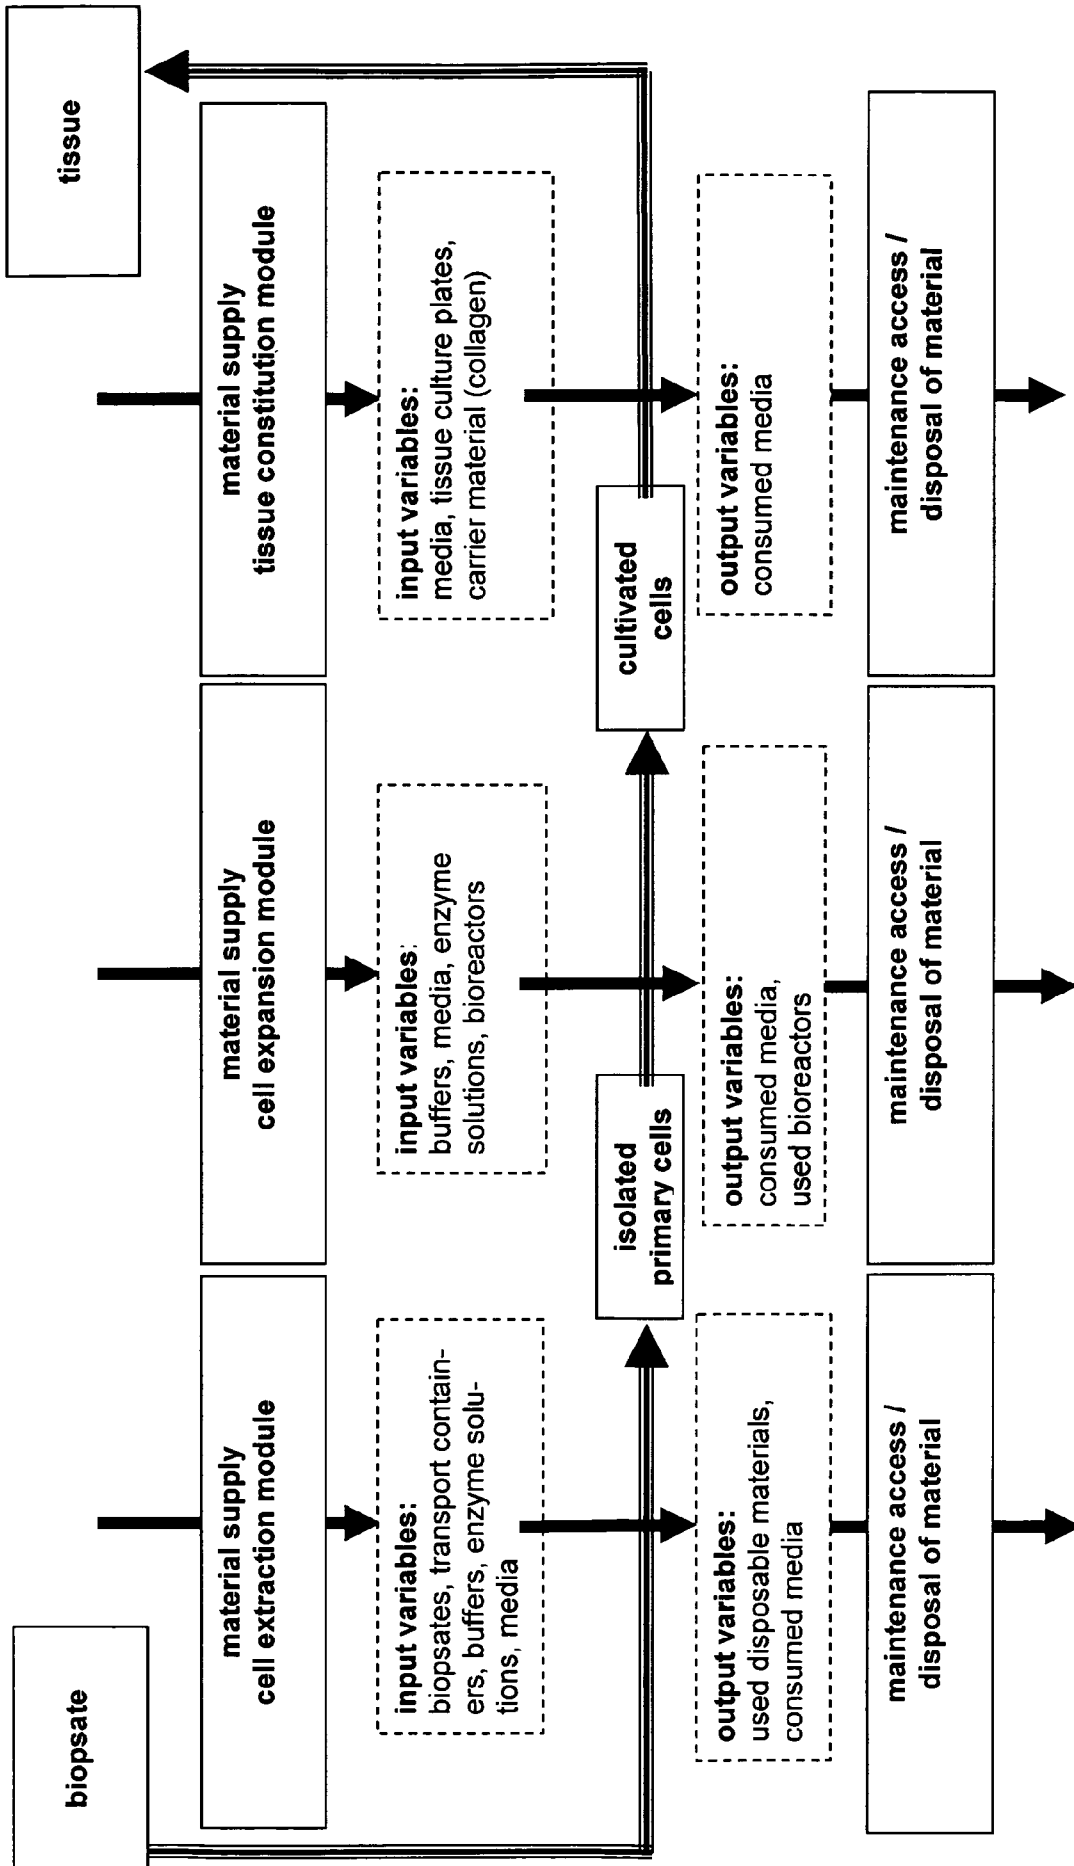 biopsate
tissue
material supply
cell extraction module
material supply
cell expansion module
material supply
tissue constitution module
input variables:
biopsates, transport contain-
ers, buffers, enzyme solu-
tions, media
input variables:
buffers, media, enzyme
solutions, bioreactors
input variables:
media, tissue culture plates,
carrier material (collagen)
isolated
primary cells
cultivated
cells
output variables:
used disposable materials,
consumed media
output variables:
consumed media,
used bioreactors
output variables:
consumed media
maintenance access /
disposal of material
maintenance access /
disposal of material
maintenance access /
disposal of material